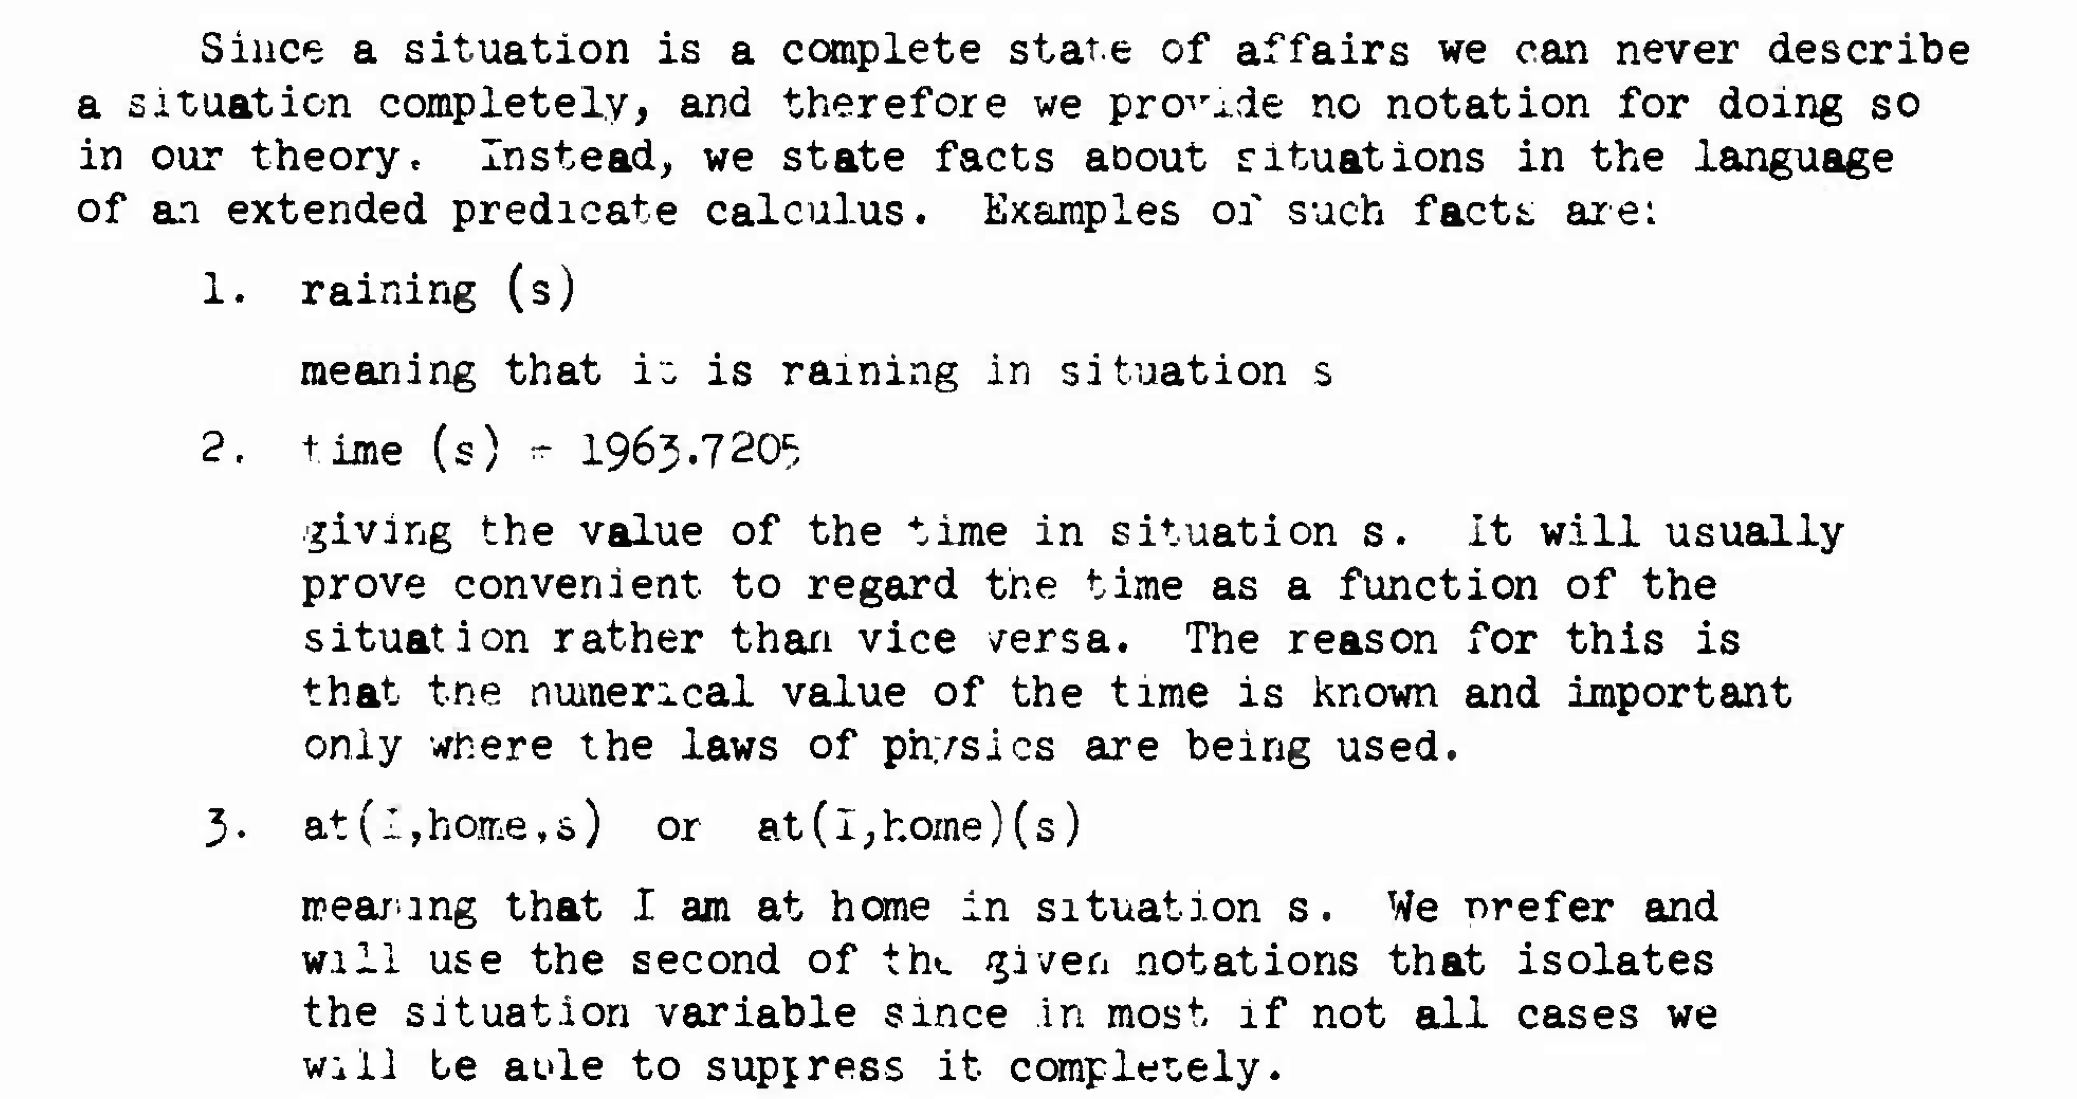 Since a situation is a complete state of affairs we can never describe
a situation completely, and therefore we provide no notation for doing so
in our theory. Instead, we state facts about situations in the language
of an extended predicate calculus. Examples of such facts are:
1. raining (s)
meaning that it is raining in situation s
2. time (s) = 1963.7205
giving the value of the time in situation s. It will usually
prove convenient to regard the time as a function of the
situation rather than vice versa. The reason for this is
that the numerical value of the time is known and important
only where the laws of physics are being used.
3. at(I,home,s) or at(I,home)(s)
meaning that I am at home in situation s. We prefer and
will use the second of the given notations that isolates
the situation variable since in most if not all cases we
will be able to suppress it completely.